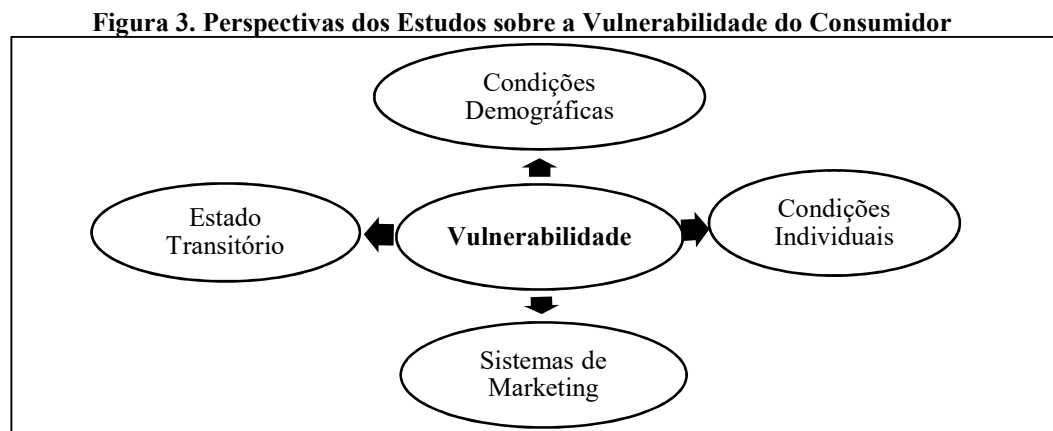 Figura 3. Perspectivas dos Estudos sobre a Vulnerabilidade do Consumidor
Condições
Demográficas
Estado
Transitório
Vulnerabilidade
Condições
Individuais
Sistemas de
Marketing